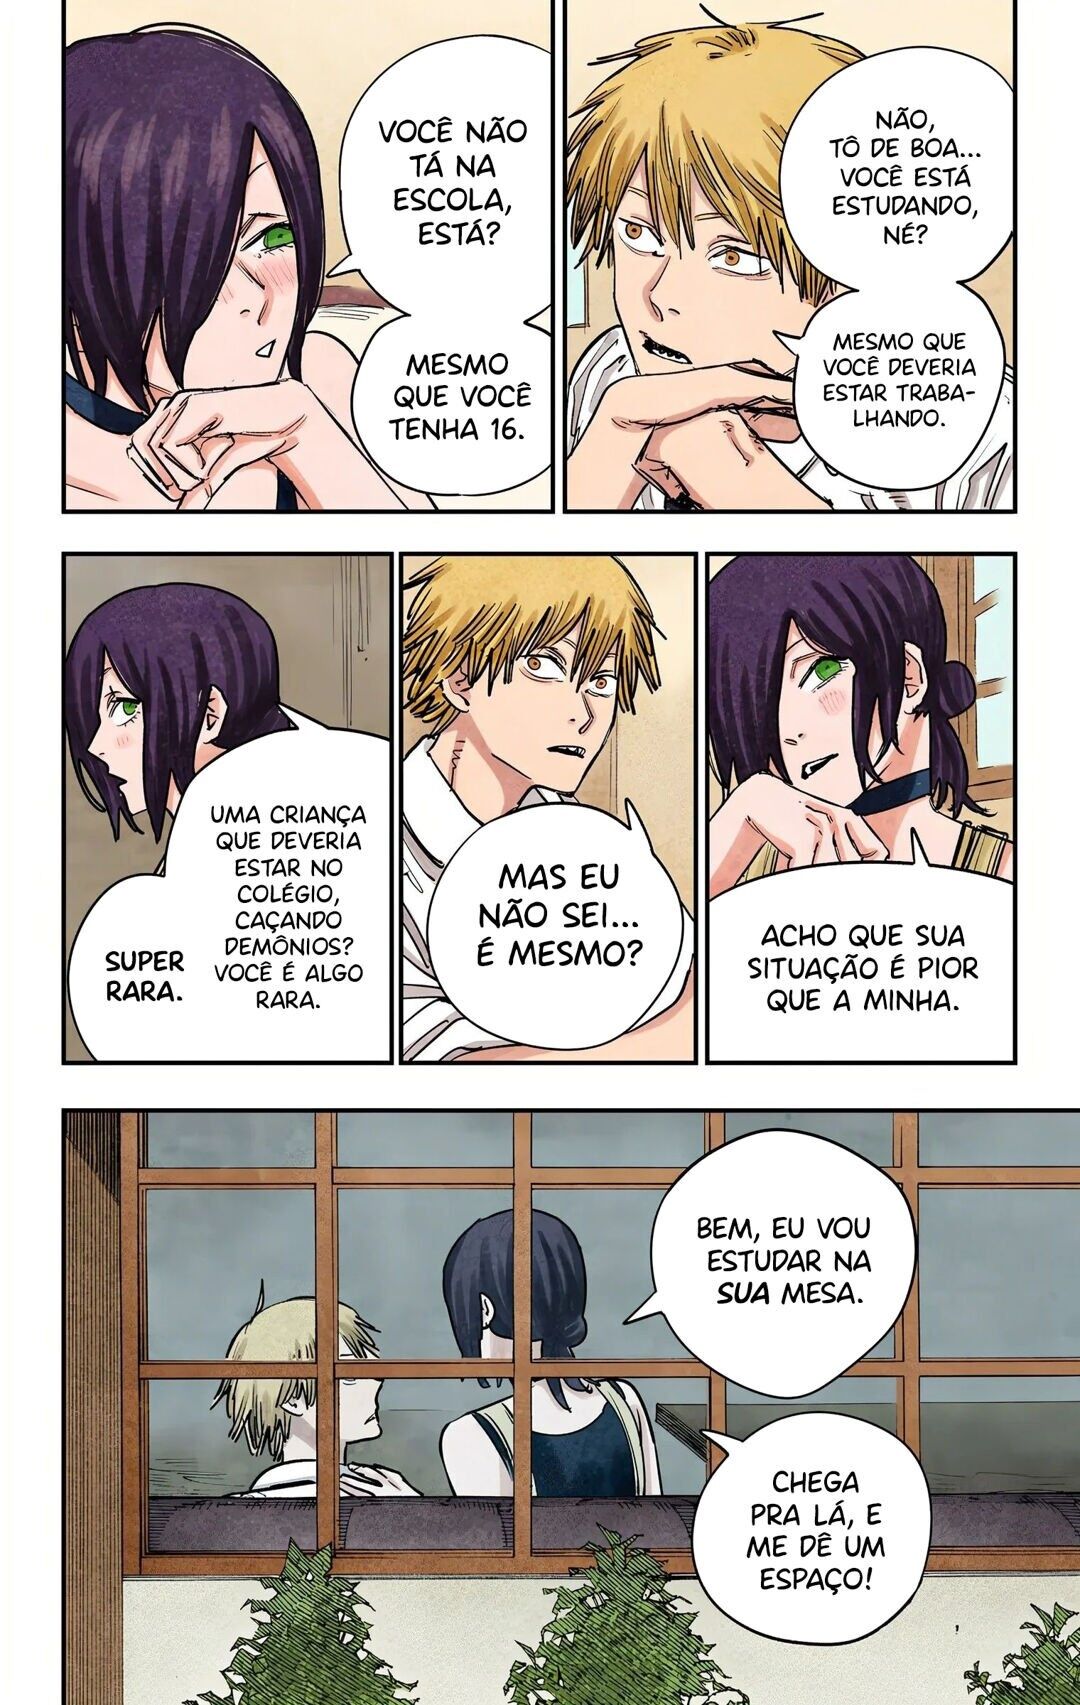 NÃO,
TÔ DE BOA...
VOCÊ ESTÁ
ESTUDANDO,
NÉ?
MESMO QUE
VOCÊ DEVERIA
ESTAR TRABA-
LHANDO.
VOCÊ NÃO
TÁ NA
ESCOLA,
ESTÁ?
MESMO
QUE VOCÊ
TENHA 16.
ACHO QUE SUA
SITUAÇÃO É PIOR
QUE A MINHA.
MAS EU
NÃO SEI...
É MESMO?
UMA CRIANÇA
QUE DEVERIA
ESTAR NO
COLÉGIO,
CAÇANDO
DEMÔNIOS?
VOCÊ É ALGO
RARA.
SUPER
RARA.
BEM, EU VOU
ESTUDAR NA
SUA MESA.
CHEGA
PRA LÁ, E
ME DÊ UM
ESPAÇO!